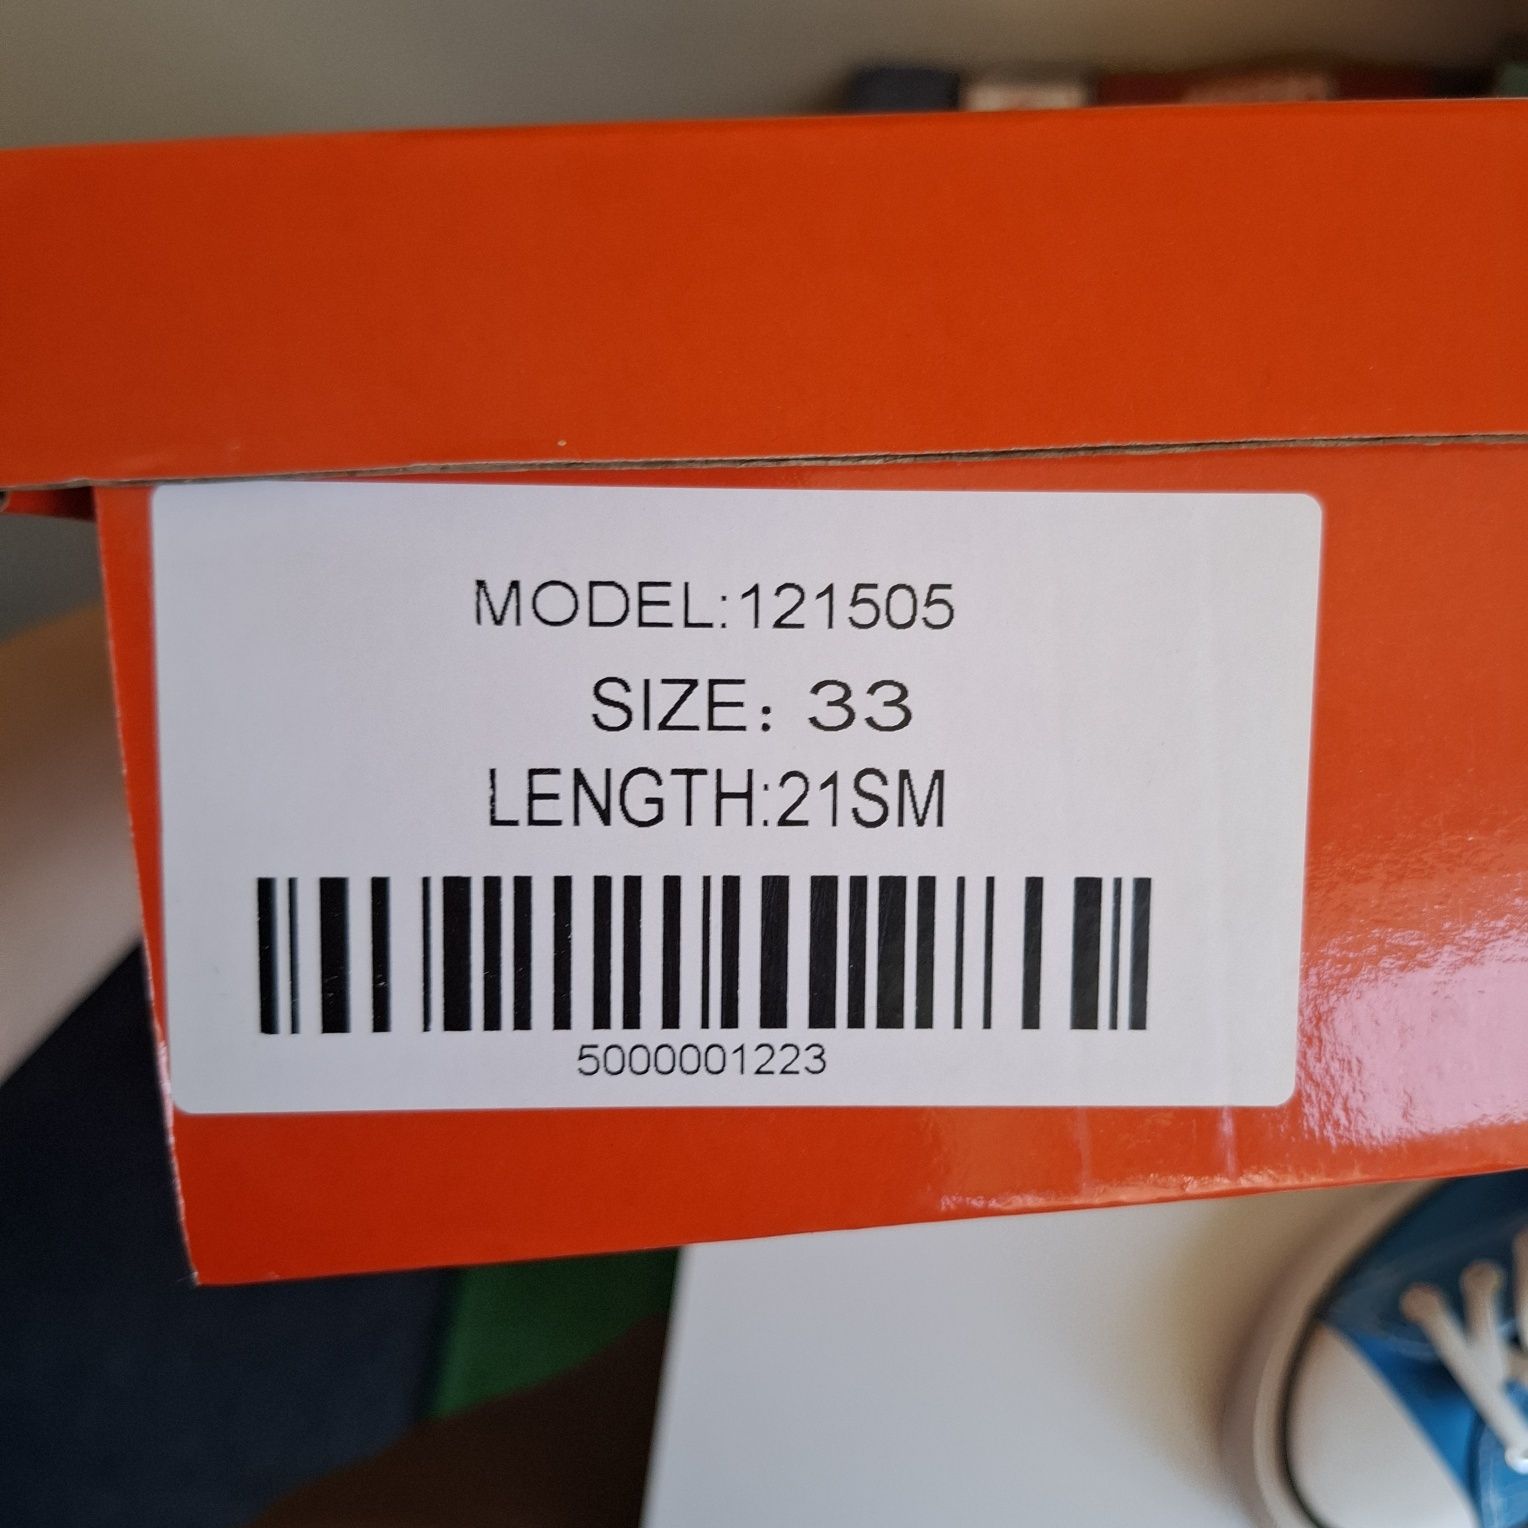 MODEL:121505
SIZE: 33
LENGTH:21SM
5000001223